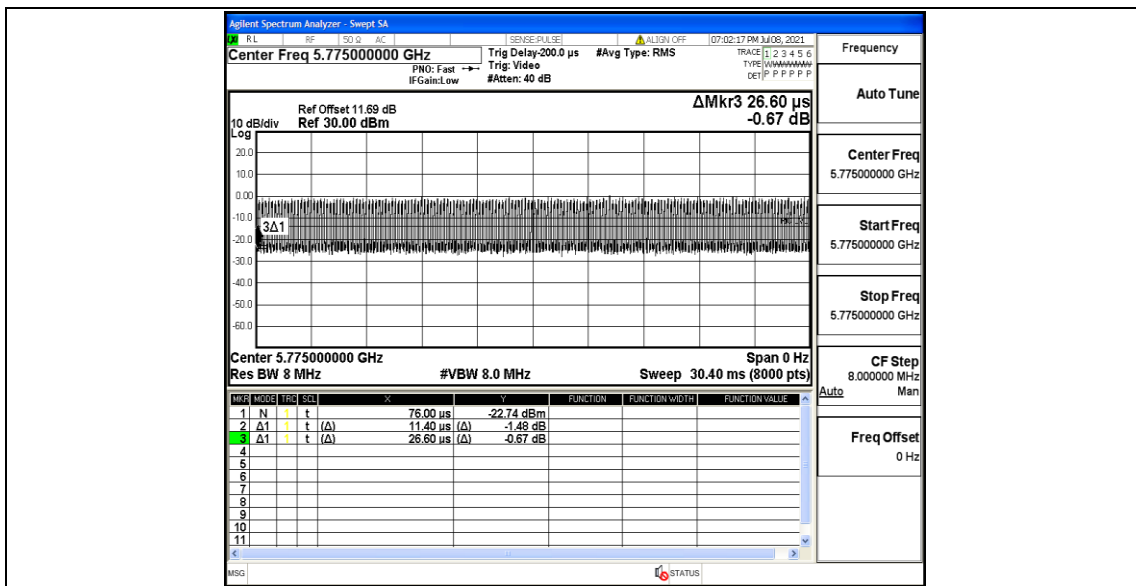 Agilent Spectrum Analyzer - Swept SA
RL RF 50 Ω AC SENSE:PULSE ALIGN OFF 07:02:17 PM Jul 08, 2021
Center Freq 5.775000000 GHz
PNO: Fast
IFGain:Low
Trig Delay-200.0 µs
Trig: Video
#Atten: 40 dB
#Avg Type: RMS
TRACE 1 2 3 4 5 6
TYPE
DET P P P P P P
ΔMkr3 26.60 µs
-0.67 dB
Ref Offset 11.69 dB
10 dB/div Ref 30.00 dBm
Log
20.0
10.0
0.00
-10.0
3Δ1
-20.0
-30.0
-40.0
-50.0
-60.0
Center 5.775000000 GHz Span 0 Hz
Res BW 8 MHz #VBW 8.0 MHz Sweep 30.40 ms (8000 pts)
MKR MODE TRC SCL X Y FUNCTION FUNCTION WIDTH FUNCTION VALUE
1 N 1 t 76.00 µs -22.74 dBm
2 Δ1 1 t (Δ) 11.40 µs (Δ) -1.48 dB
3 Δ1 1 t (Δ) 26.60 µs (Δ) -0.67 dB
4
5
6
7
8
9
10
11
MSG STATUS
Frequency
Auto Tune
Center Freq
5.775000000 GHz
Start Freq
5.775000000 GHz
Stop Freq
5.775000000 GHz
CF Step
8.000000 MHz
Auto Man
Freq Offset
0 Hz